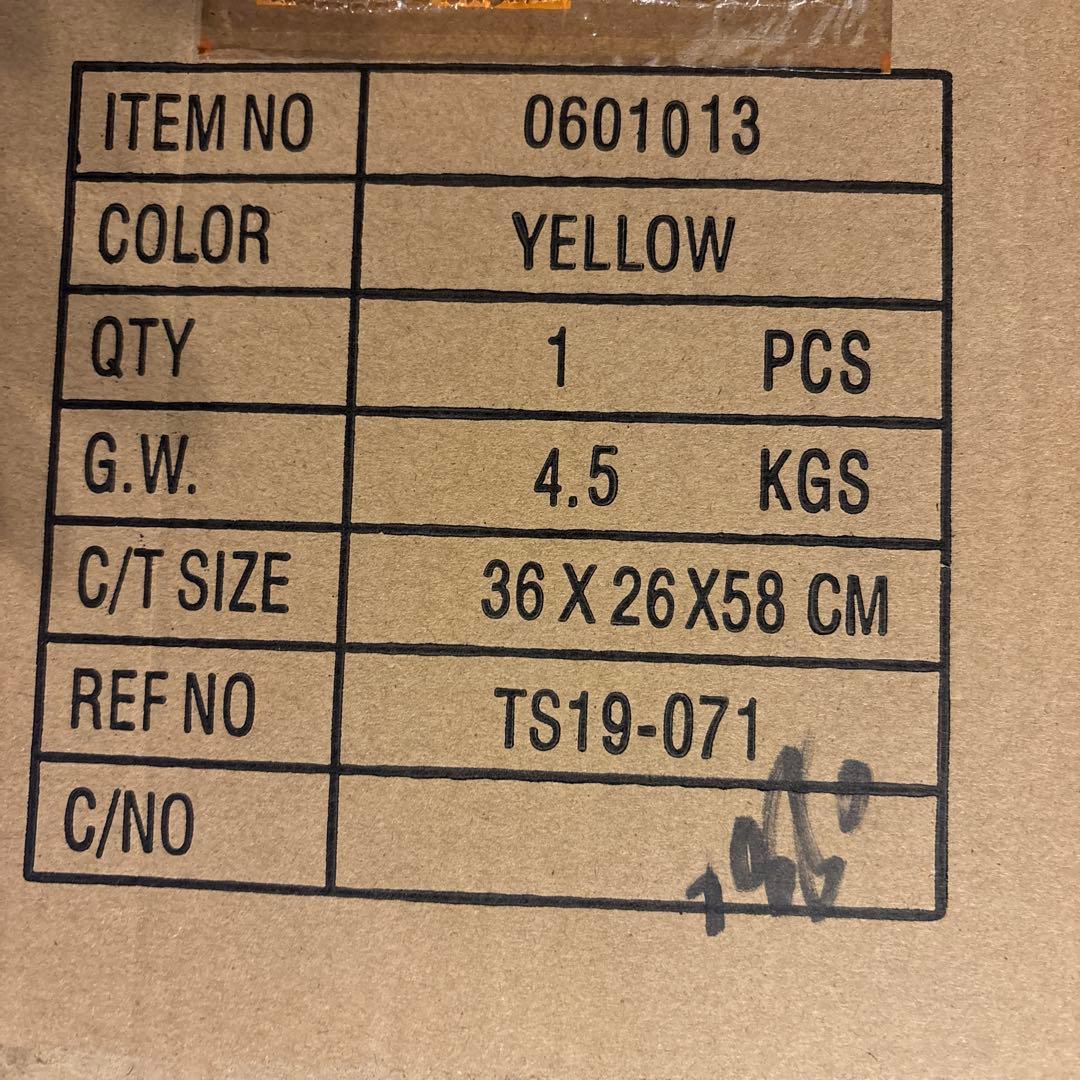 ITEM NO 0601013
COLOR YELLOW
QTY 1 PCS
G.W. 4.5 KGS
C/T SIZE 36 X 26 X58 CM
REF NO TS19-071
C/NO